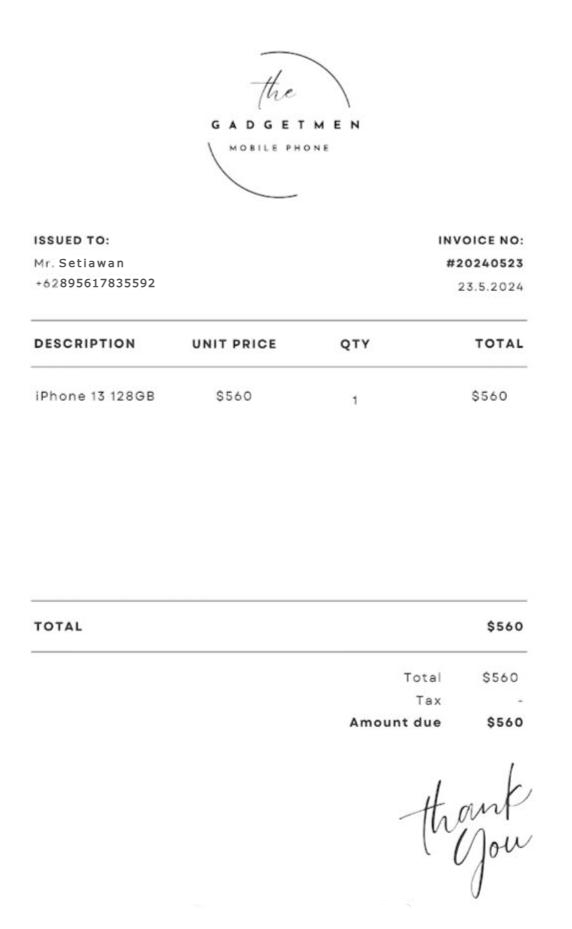 the
GADGETMEN
MOBILE PHONE
ISSUED TO:
Mr. Setiawan
+62895617835592
INVOICE NO:
#20240523
23.5.2024
DESCRIPTION UNIT PRICE QTY TOTAL
iPhone 13 128GB $560 1 $560
TOTAL $560
Total $560
Tax -
Amount due $560
thank
you